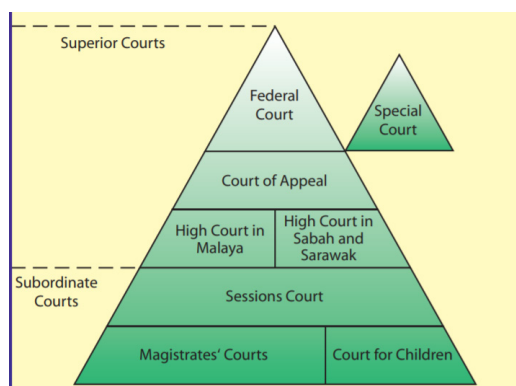 Superior Courts
Federal
Court
Special
Court
Court of Appeal
High Court in
Malaya
High Court in
Sabah and
Sarawak
Subordinate
Courts
Sessions Court
Magistrates’ Courts
Court for Children